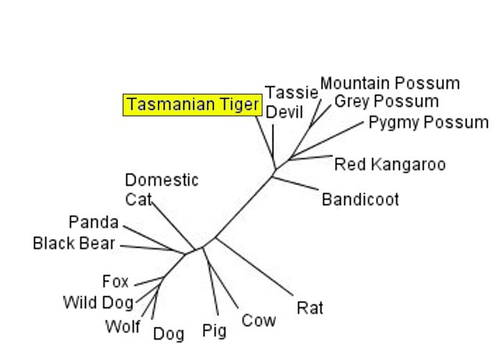 Mountain Possum
Tassie
Devil
Grey Possum
Tasmanian Tiger
Pygmy Possum
Red Kangaroo
Domestic
Cat
Bandicoot
Panda
Black Bear
Fox
Wild Dog
Rat
Wolf
Dog
Pig
Cow